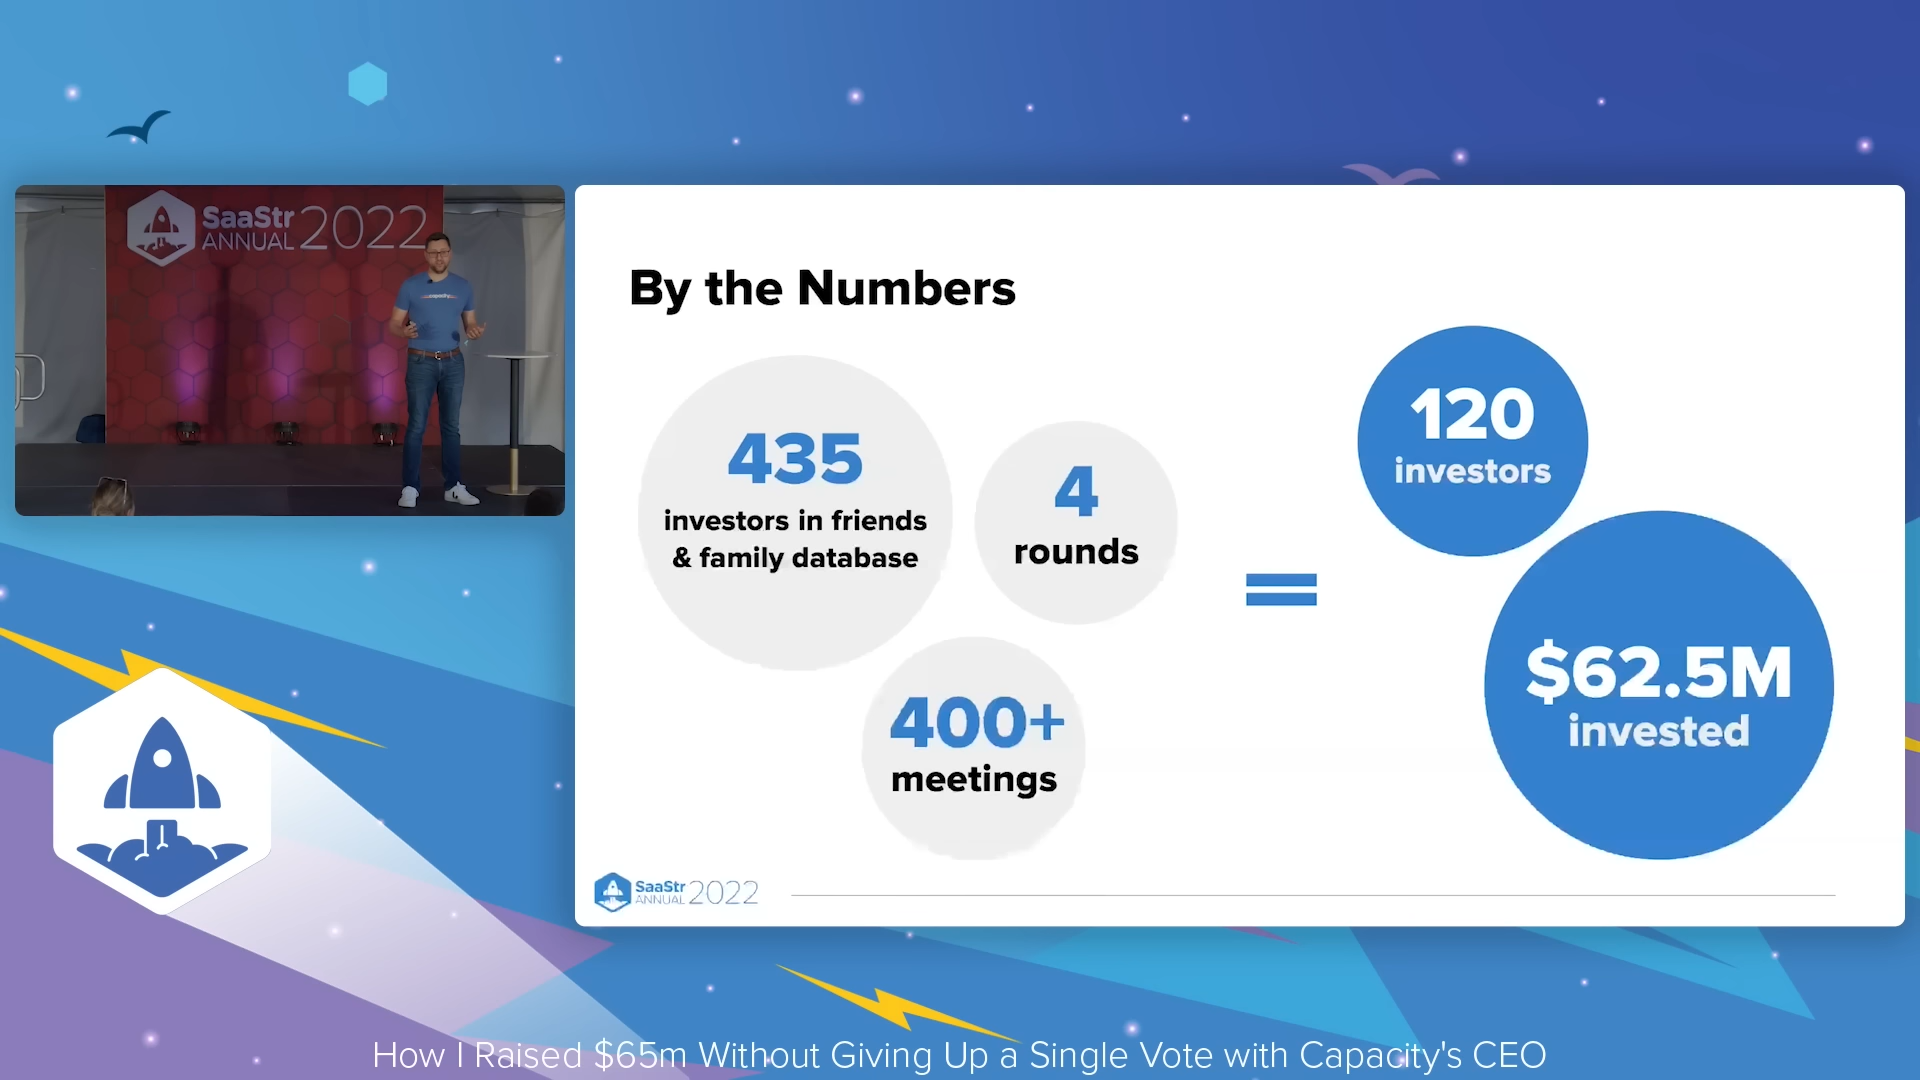 SaaStr
ANNUAL 2022
capacity
By the Numbers
435
investors in friends
& family database
4
rounds
400+
meetings
=
120
investors
$62.5M
invested
SaaStr
ANNUAL 2022
How I Raised $65m Without Giving Up a Single Vote with Capacity's CEO